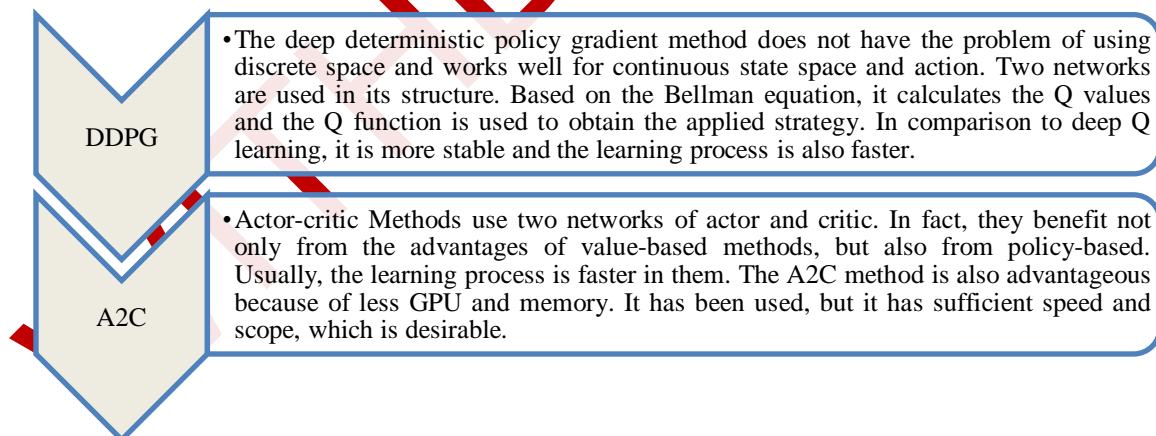 DDPG
•The deep deterministic policy gradient method does not have the problem of using
discrete space and works well for continuous state space and action. Two networks
are used in its structure. Based on the Bellman equation, it calculates the Q values
and the Q function is used to obtain the applied strategy. In comparison to deep Q
learning, it is more stable and the learning process is also faster.
A2C
•Actor-critic Methods use two networks of actor and critic. In fact, they benefit not
only from the advantages of value-based methods, but also from policy-based.
Usually, the learning process is faster in them. The A2C method is also advantageous
because of less GPU and memory. It has been used, but it has sufficient speed and
scope, which is desirable.